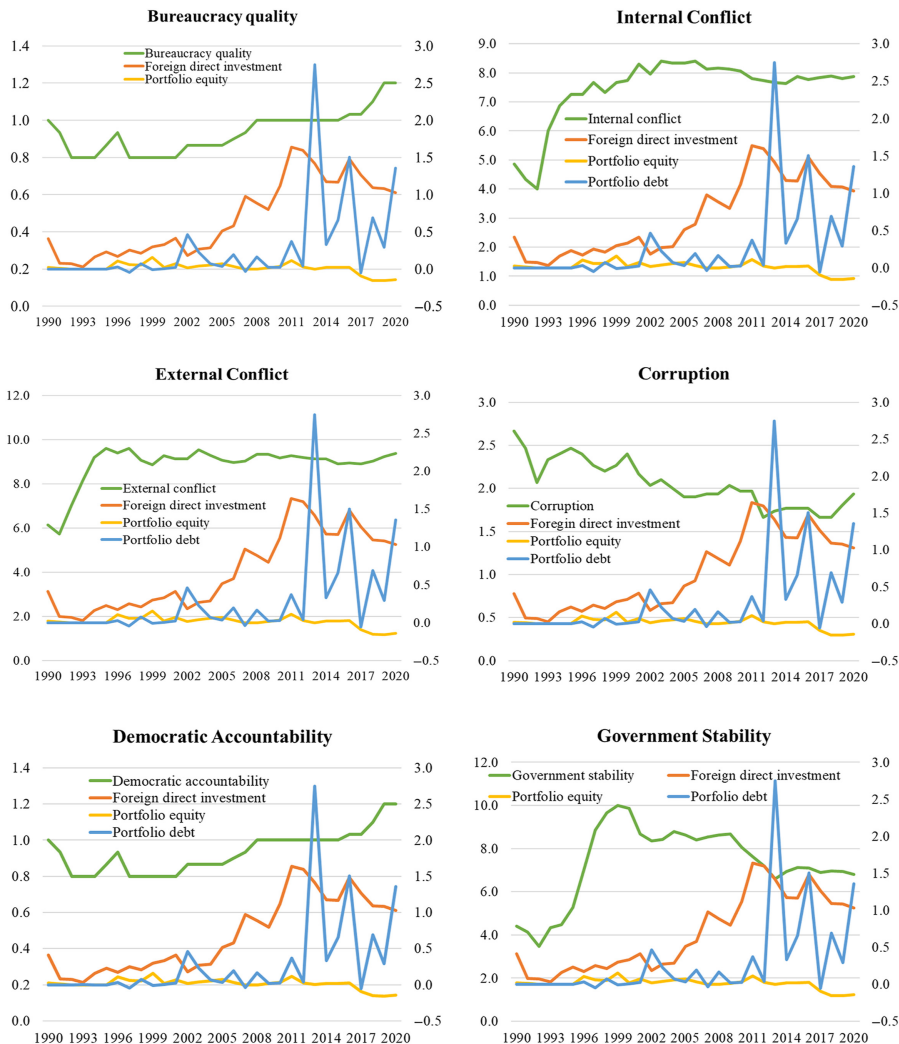 Bureaucracy quality
1.4 3.0
1.2 2.5
1.0 2.0
0.8 1.5
0.6 1.0
0.4 0.5
0.2 0.0
0.0 –0.5
Bureaucracy quality
Foreign direct investment
Portfolio equity
1990 1993 1996 1999 2002 2005 2008 2011 2014 2017 2020
Internal Conflict
9.0 3.0
8.0 2.5
7.0 2.0
6.0 1.5
5.0 1.0
4.0 0.5
3.0 0.0
2.0 –0.5
1.0
0.0
Internal conflict
Foreign direct investment
Portfolio equity
Portfolio debt
1990 1993 1996 1999 2002 2005 2008 2011 2014 2017 2020
External Conflict
12.0 3.0
10.0 2.5
8.0 2.0
6.0 1.5
4.0 1.0
2.0 0.5
0.0 0.0
–0.5
External conflict
Foreign direct investment
Portfolio equity
Portfolio debt
1990 1993 1996 1999 2002 2005 2008 2011 2014 2017 2020
Corruption
3.0 3.0
2.5 2.5
2.0 2.0
1.5 1.5
1.0 1.0
0.5 0.5
0.0 0.0
–0.5
Corruption
Foregin direct investment
Portfolio equity
Portfolio debt
1990 1993 1996 1999 2002 2005 2008 2011 2014 2017 2020
Democratic Accountability
1.4 3.0
1.2 2.5
1.0 2.0
0.8 1.5
0.6 1.0
0.4 0.5
0.2 0.0
0.0 –0.5
Democratic accountability
Foreign direct investment
Portfolio equity
Portfolio debt
1990 1993 1996 1999 2002 2005 2008 2011 2014 2017 2020
Government Stability
12.0 3.0
10.0 2.5
8.0 2.0
6.0 1.5
4.0 1.0
2.0 0.5
0.0 0.0
–0.5
Government stability Foreign direct investment
Portfolio equity Porfolio debt
1990 1993 1996 1999 2002 2005 2008 2011 2014 2017 2020